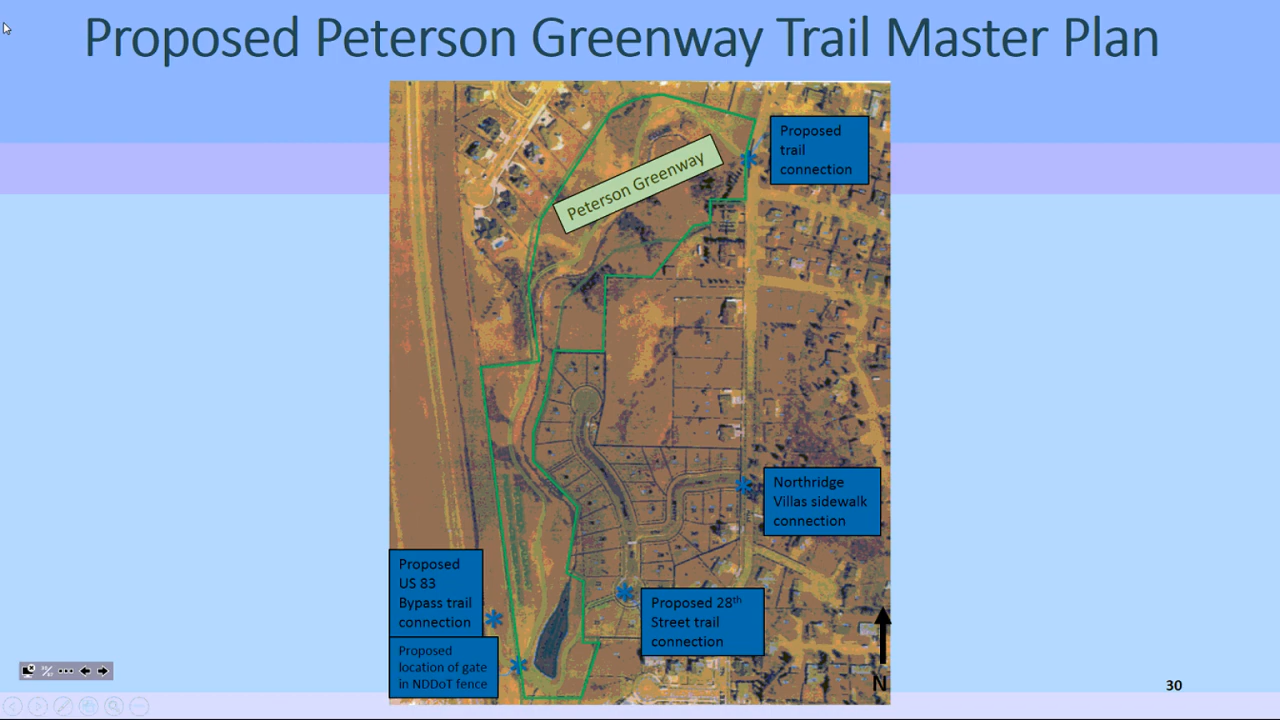 Proposed Peterson Greenway Trail Master Plan
Proposed
trail
connection
Peterson Greenway
Northridge
Villas sidewalk
connection
Proposed
US 83
Bypass trail
connection
Proposed 28th
Street trail
connection
Proposed
location of gate
in NDDoT fence
N
30